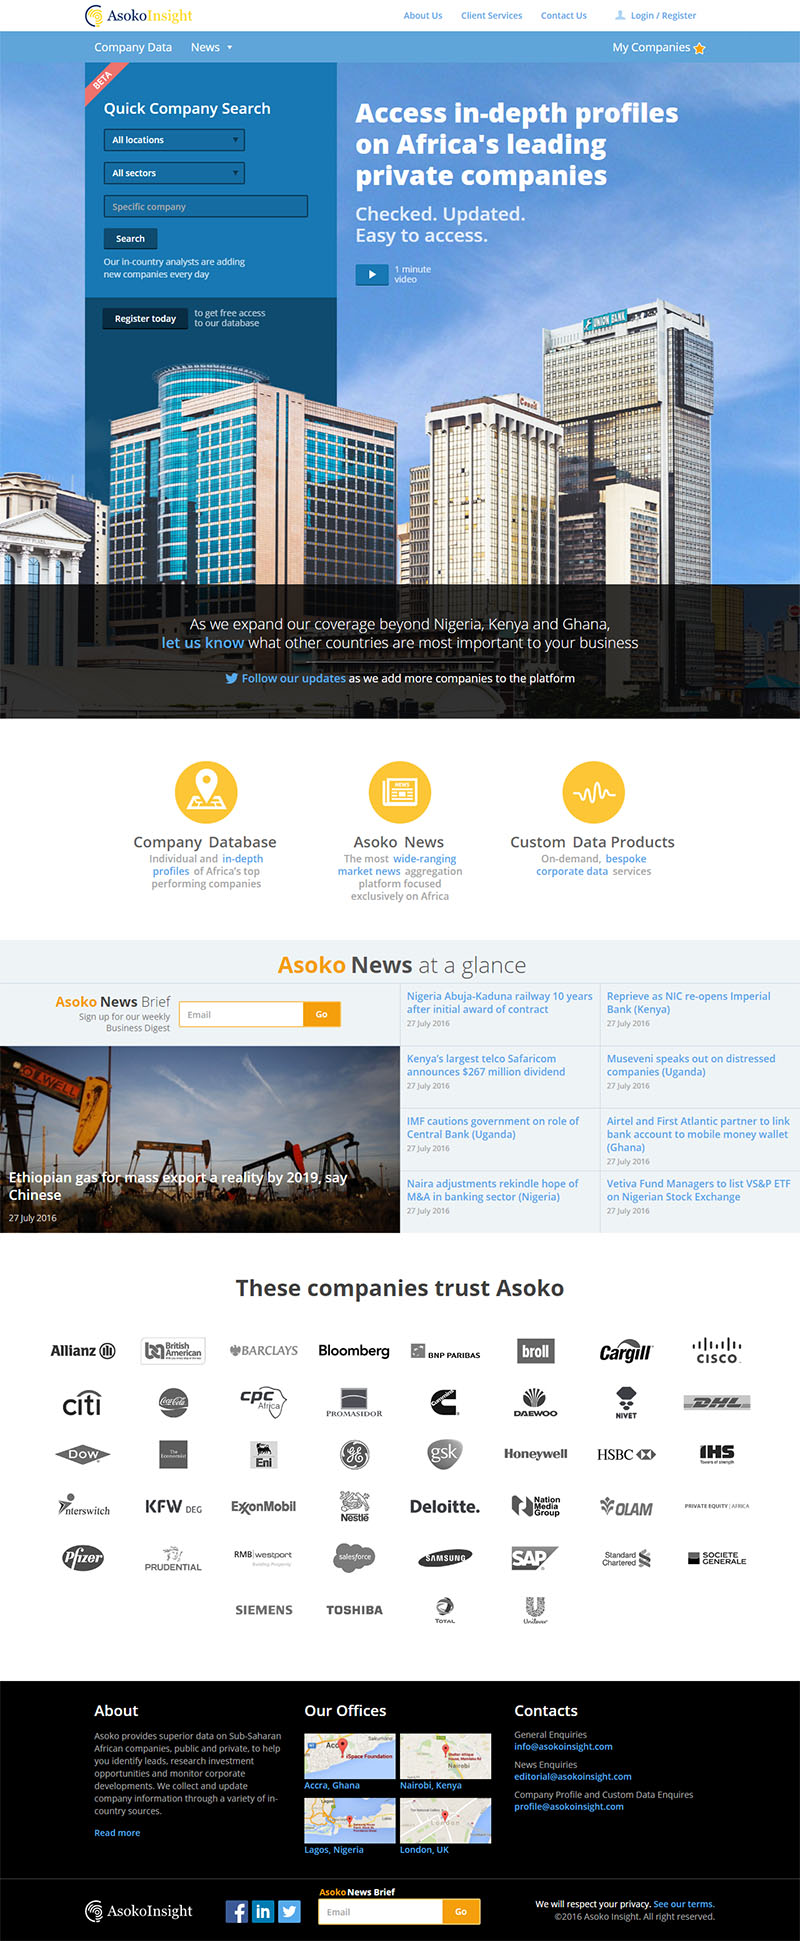 AsokoInsight
About Us Client Services Contact Us Login / Register
Company Data News My Companies
BETA
Quick Company Search
All locations
All sectors
Specific company
Search
Our in-country analysts are adding
new companies every day
Register today to get free access
to our database
Access in-depth profiles
on Africa's leading
private companies
Checked. Updated.
Easy to access.
1 minute
video
UNION BANK
As we expand our coverage beyond Nigeria, Kenya and Ghana,
let us know what other countries are most important to your business
Follow our updates as we add more companies to the platform
NEWS
Company Database
Individual and in-depth
profiles of Africa's top
performing companies
Asoko News
The most wide-ranging
market news aggregation
platform focused
exclusively on Africa
Custom Data Products
On-demand, bespoke
corporate data services
Asoko News at a glance
Asoko News Brief
Sign up for our weekly
Business Digest
Email Go
OILWELL
Ethiopian gas for mass export a reality by 2019, say
Chinese
27 July 2016
Nigeria Abuja-Kaduna railway 10 years
after initial award of contract
27 July 2016
Reprieve as NIC re-opens Imperial
Bank (Kenya)
27 July 2016
Kenya's largest telco Safaricom
announces $267 million dividend
27 July 2016
Museveni speaks out on distressed
companies (Uganda)
27 July 2016
IMF cautions government on role of
Central Bank (Uganda)
27 July 2016
Airtel and First Atlantic partner to link
bank account to mobile money wallet
(Ghana)
27 July 2016
Naira adjustments rekindle hope of
M&A in banking sector (Nigeria)
27 July 2016
Vetiva Fund Managers to list VS&P ETF
on Nigerian Stock Exchange
27 July 2016
These companies trust Asoko
Allianz British American BARCLAYS Bloomberg BNP PARIBAS broll Cargill CISCO
citi Coca-Cola cpc Africa PROMASIDOR Cummins DAEWOO NIVET DHL
DOW The Economist Eni GE gsk Honeywell HSBC IHS
interswitch KFW DEG ExxonMobil Nestlé Deloitte. Nation Media Group OLAM PRIVATE EQUITY AFRICA
Pfizer PRUDENTIAL RMB westport salesforce SAMSUNG SAP Standard Chartered SOCIETE GENERALE
SIEMENS TOSHIBA TOTAL Unilever
About
Asoko provides superior data on Sub-Saharan
African companies, public and private, to help
you identify leads, research investment
opportunities and monitor corporate
developments. We collect and update
company information through a variety of in-
country sources.
Read more
Our Offices
Sakumono
iSpace Foundation
Accra, Ghana
Nairobi
Nairobi, Kenya
Lagos
Lagos, Nigeria
London
London, UK
Contacts
General Enquiries
info@asokoinsight.com
News Enquiries
editorial@asokoinsight.com
Company Profile and Custom Data Enquires
profile@asokoinsight.com
AsokoInsight
Asoko News Brief
Email Go
We will respect your privacy. See our terms.
©2016 Asoko Insight. All right reserved.